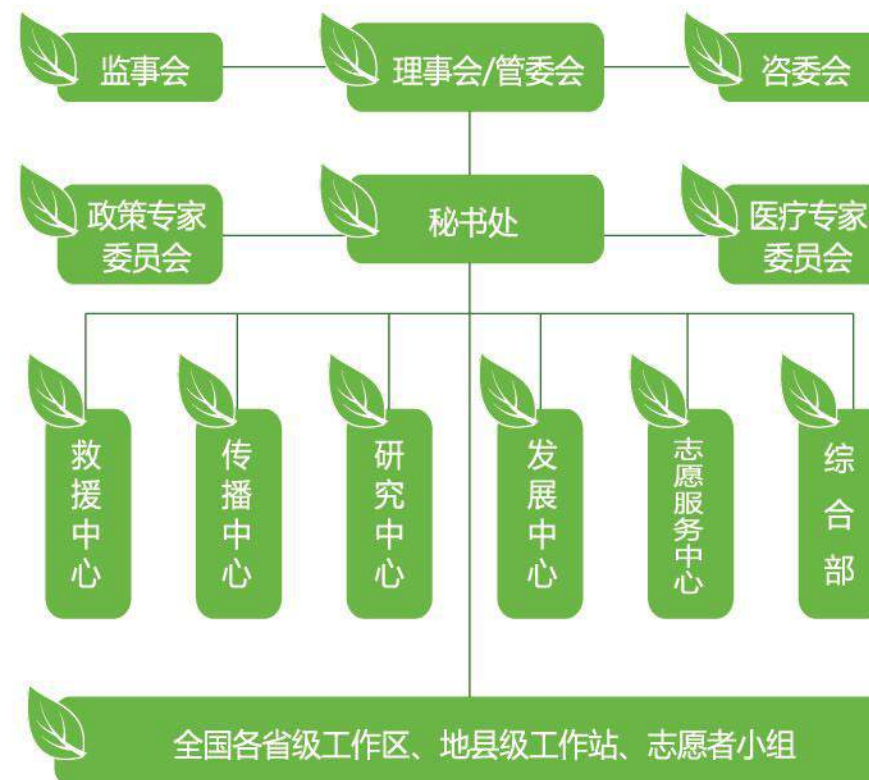 监事会
理事会/管委会
咨委会
政策专家
委员会
秘书处
医疗专家
委员会
救援中心
传播中心
研究中心
发展中心
志愿服务中心
综合部
全国各省级工作区、地县级工作站、志愿者小组